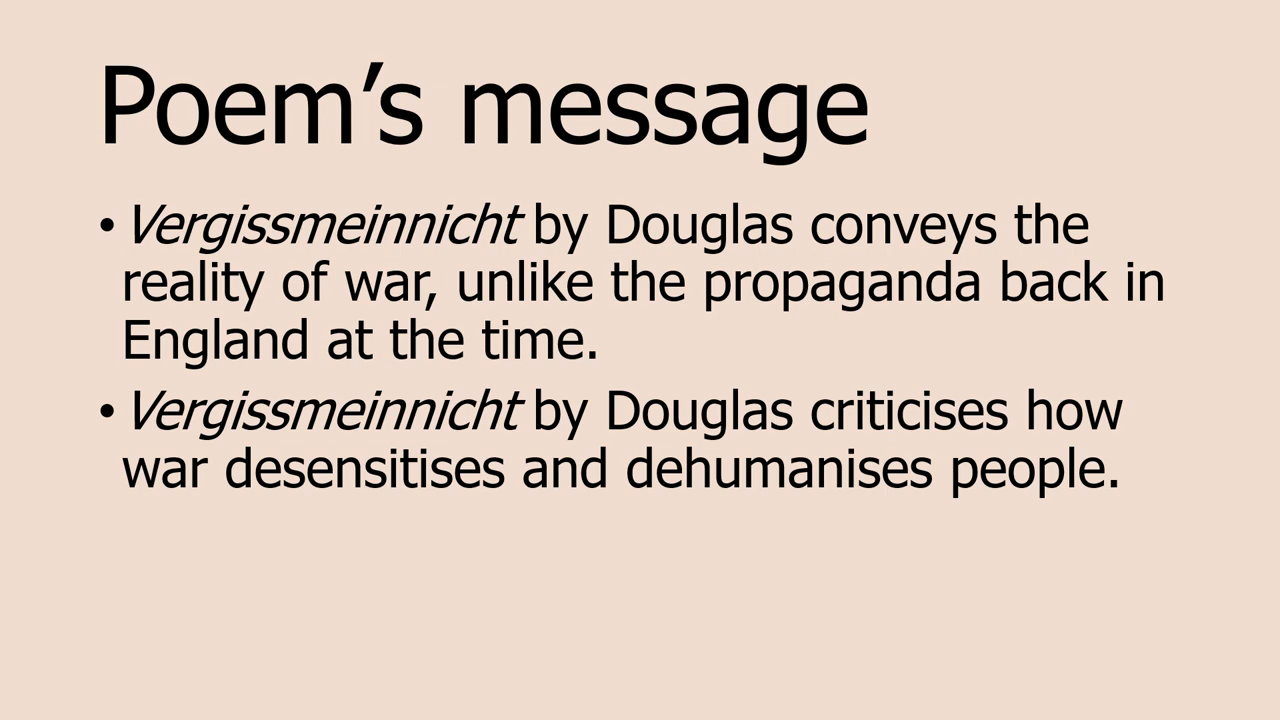 Poem’s message
• Vergissmeinnicht by Douglas conveys the
reality of war, unlike the propaganda back in
England at the time.
• Vergissmeinnicht by Douglas criticises how
war desensitises and dehumanises people.